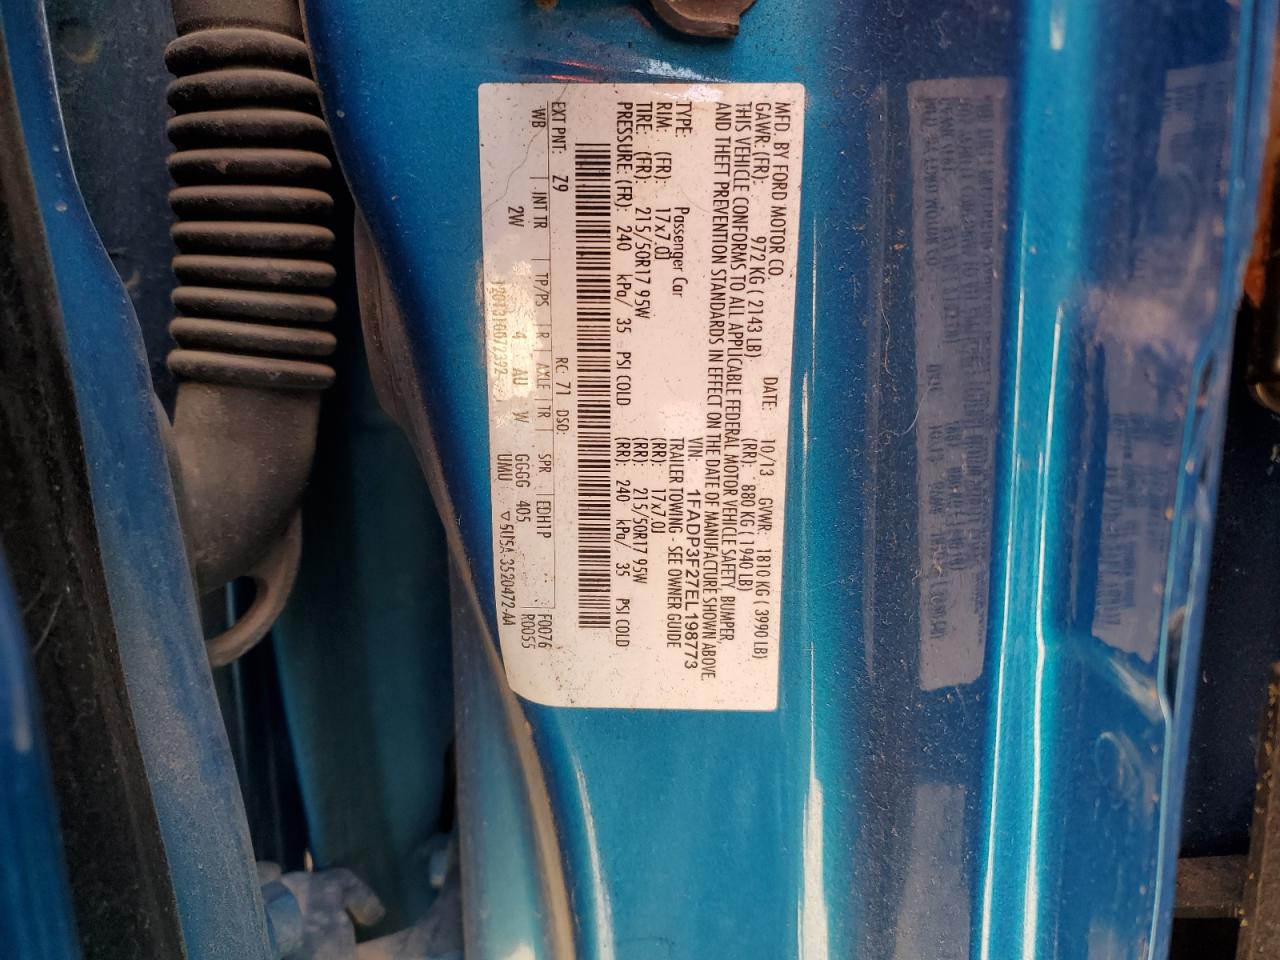 MFD. BY FORD MOTOR CO.
DATE: 10/13 GVWR: 1810 KG ( 3990 LB)
GAWR: (FR): 972 KG ( 2143 LB) (RR): 880 KG ( 1940 LB)
THIS VEHICLE CONFORMS TO ALL APPLICABLE FEDERAL MOTOR VEHICLE SAFETY, BUMPER,
AND THEFT PREVENTION STANDARDS IN EFFECT ON THE DATE OF MANUFACTURE SHOWN ABOVE.
VIN: 1FADP3F27EL198773
TYPE: Passenger Car TRAILER TOWING - SEE OWNER GUIDE
RIM: (FR): 17x7.0J (RR): 17x7.0J
TIRE: (FR): 215/50R17 95W (RR): 215/50R17 95W
PRESSURE: (FR): 240 kPa/ 35 PSI COLD (RR): 240 kPa/ 35 PSI COLD
EXT PNT: Z9 RC: 71 DSO: F0076
WB INT TR TP/PS R AXLE TR SPR EDH1P R0055
2W 4 AU W GGGG 405
UMU 5U5A-3520472-AA